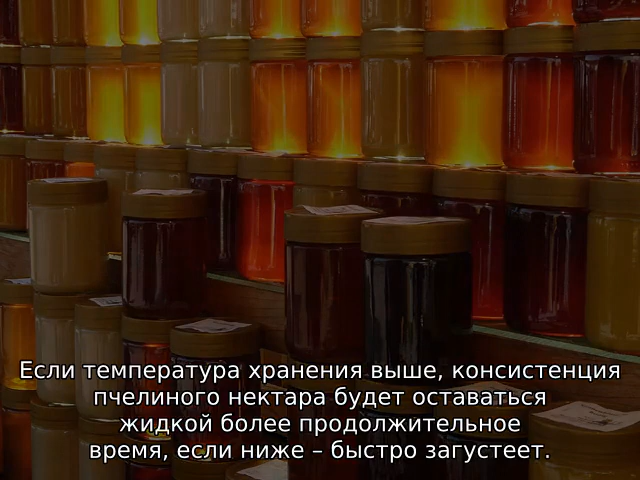 Если температура хранения выше, консистенция
пчелиного нектара будет оставаться
жидкой более продолжительное
время, если ниже – быстро загустеет.